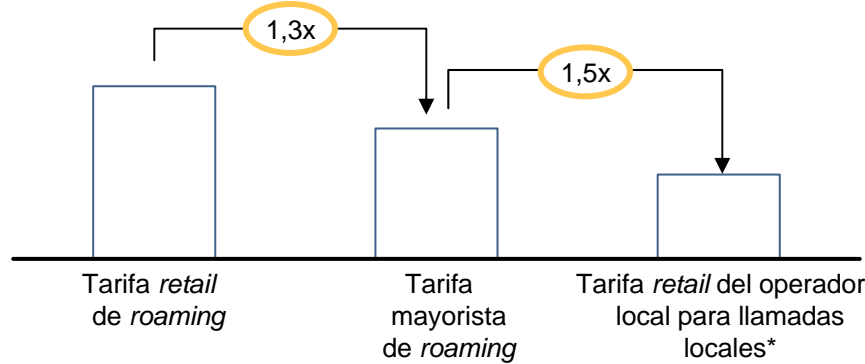 1,3x
1,5x
Tarifa retail
de roaming
Tarifa
mayorista
de roaming
Tarifa retail del operador
local para llamadas
locales*